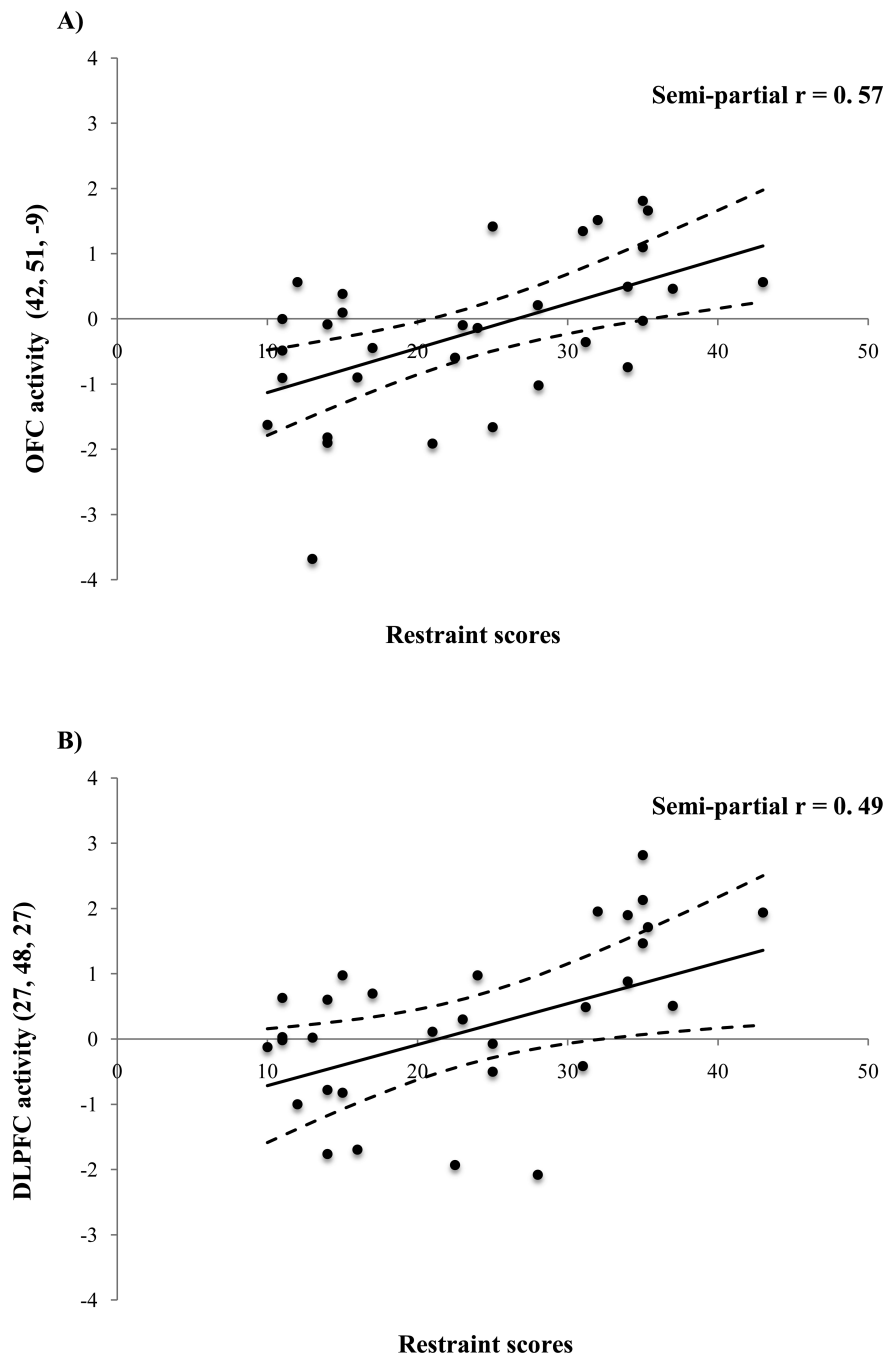 A)
4
Semi-partial r = 0. 57
3
2
1
0
0 10 20 30 40 50
-1
-2
-3
-4
OFC activity (42, 51, -9)
Restraint scores
B)
4
Semi-partial r = 0. 49
3
2
1
0
0 10 20 30 40 50
-1
-2
-3
-4
DLPFC activity (27, 48, 27)
Restraint scores